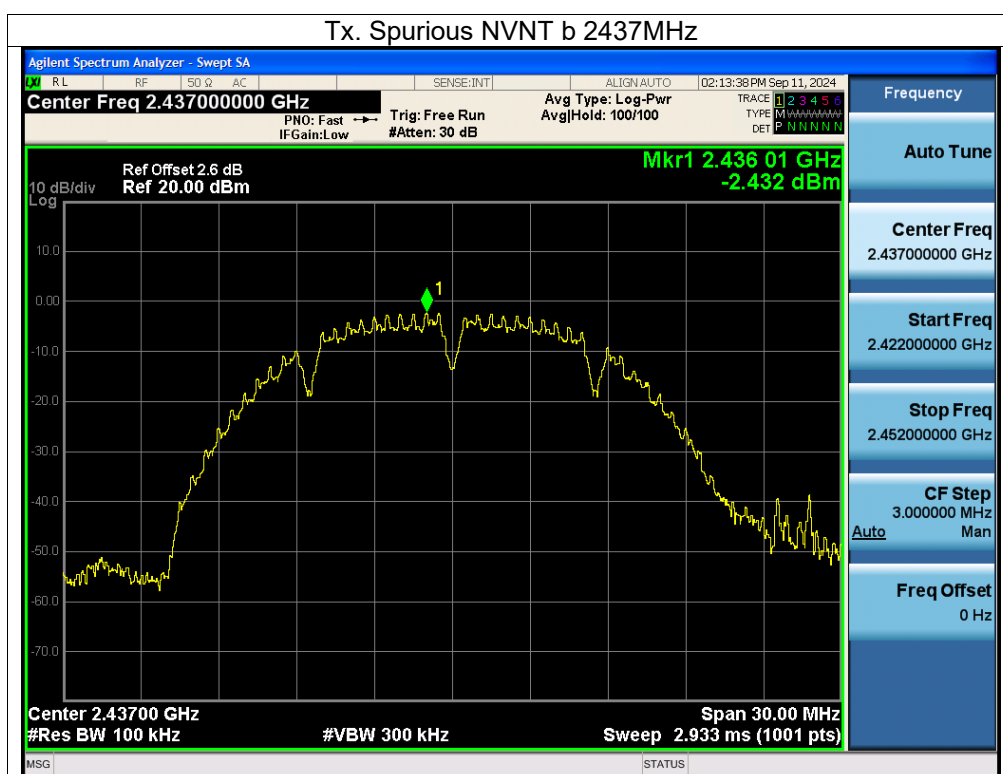 Tx. Spurious NVNT b 2437MHz
Agilent Spectrum Analyzer - Swept SA
LXI RL RF 50 Ω AC SENSE:INT ALIGN AUTO 02:13:38 PM Sep 11, 2024
Center Freq 2.437000000 GHz
PNO: Fast
IFGain:Low
Trig: Free Run
#Atten: 30 dB
Avg Type: Log-Pwr
Avg|Hold: 100/100
TRACE 1 2 3 4 5 6
TYPE M WWWWW
DET P N N N N N
Ref Offset 2.6 dB
Ref 20.00 dBm
10 dB/div
Log
Mkr1 2.436 01 GHz
-2.432 dBm
1
10.0
0.00
-10.0
-20.0
-30.0
-40.0
-50.0
-60.0
-70.0
Center 2.43700 GHz
Span 30.00 MHz
#Res BW 100 kHz
#VBW 300 kHz
Sweep 2.933 ms (1001 pts)
MSG
STATUS
Frequency
Auto Tune
Center Freq
2.437000000 GHz
Start Freq
2.422000000 GHz
Stop Freq
2.452000000 GHz
CF Step
3.000000 MHz
Auto Man
Freq Offset
0 Hz